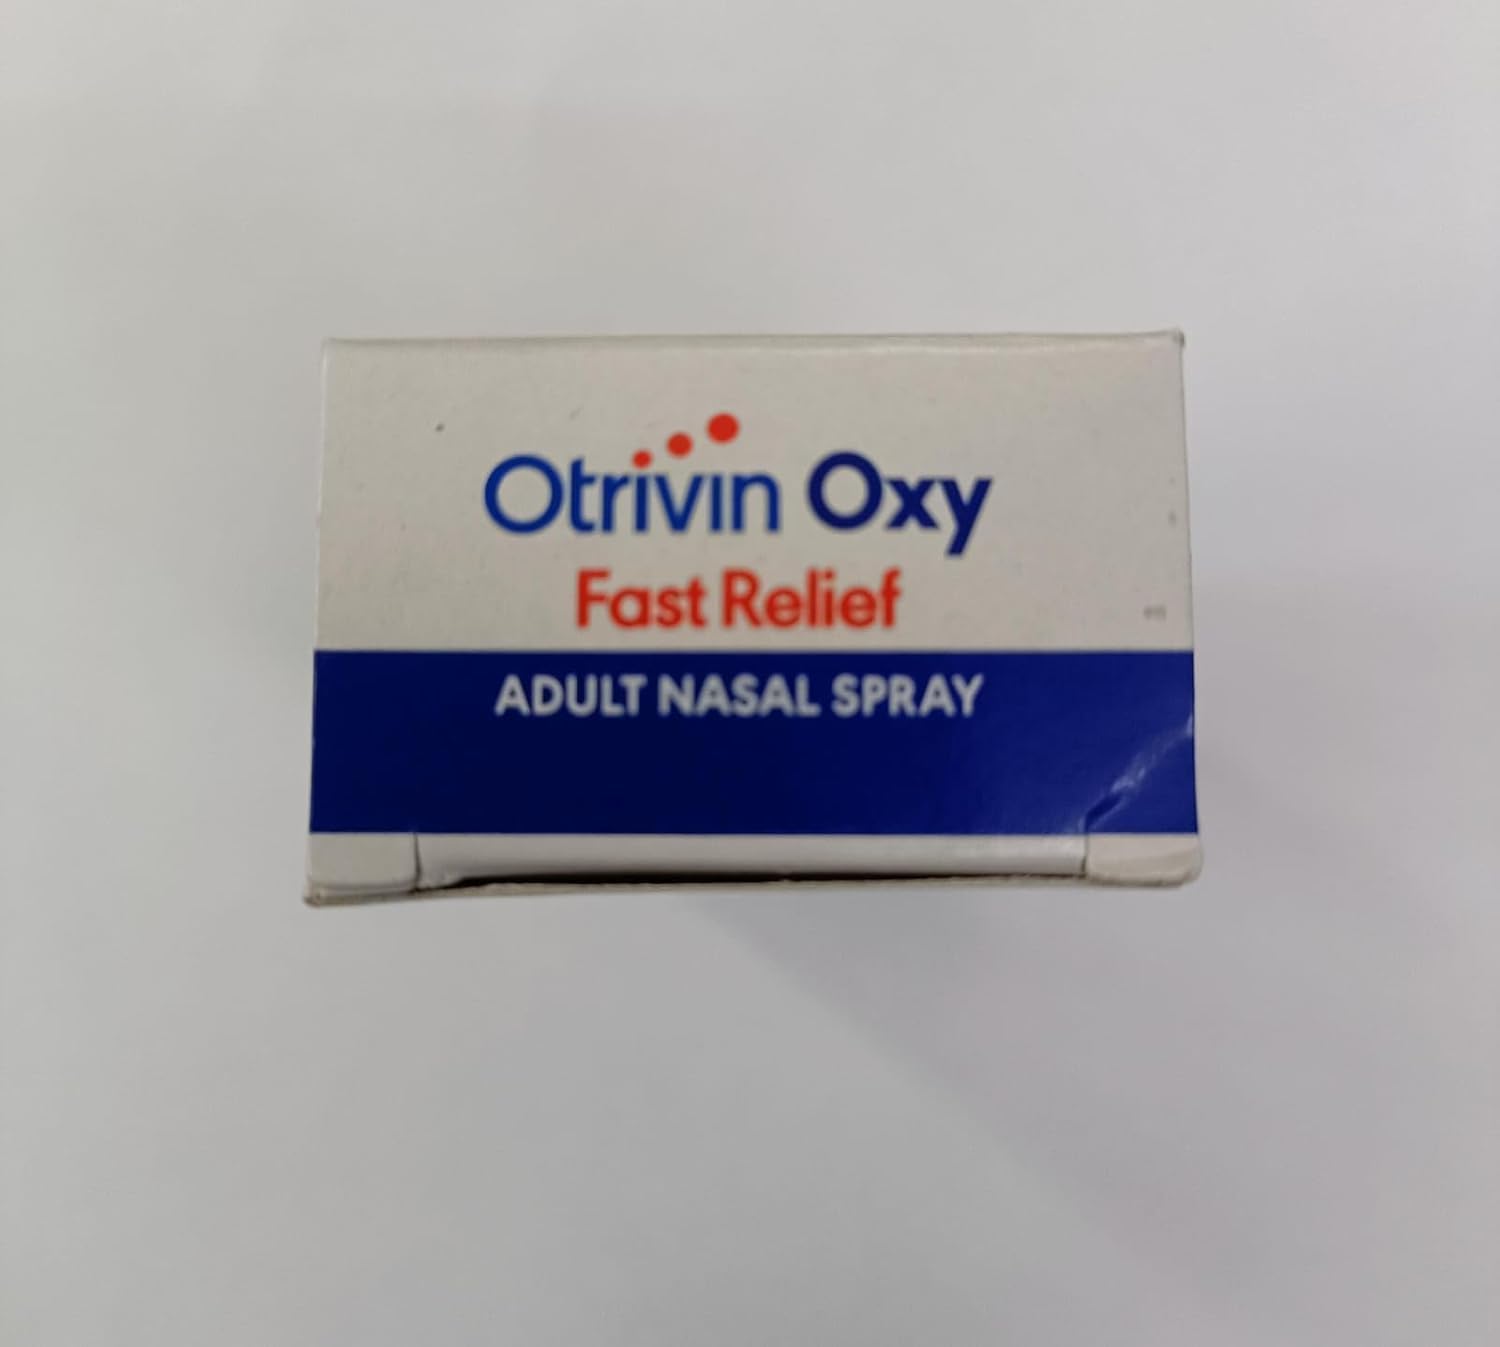 Otrivin Oxy
Fast Relief
ADULT NASAL SPRAY